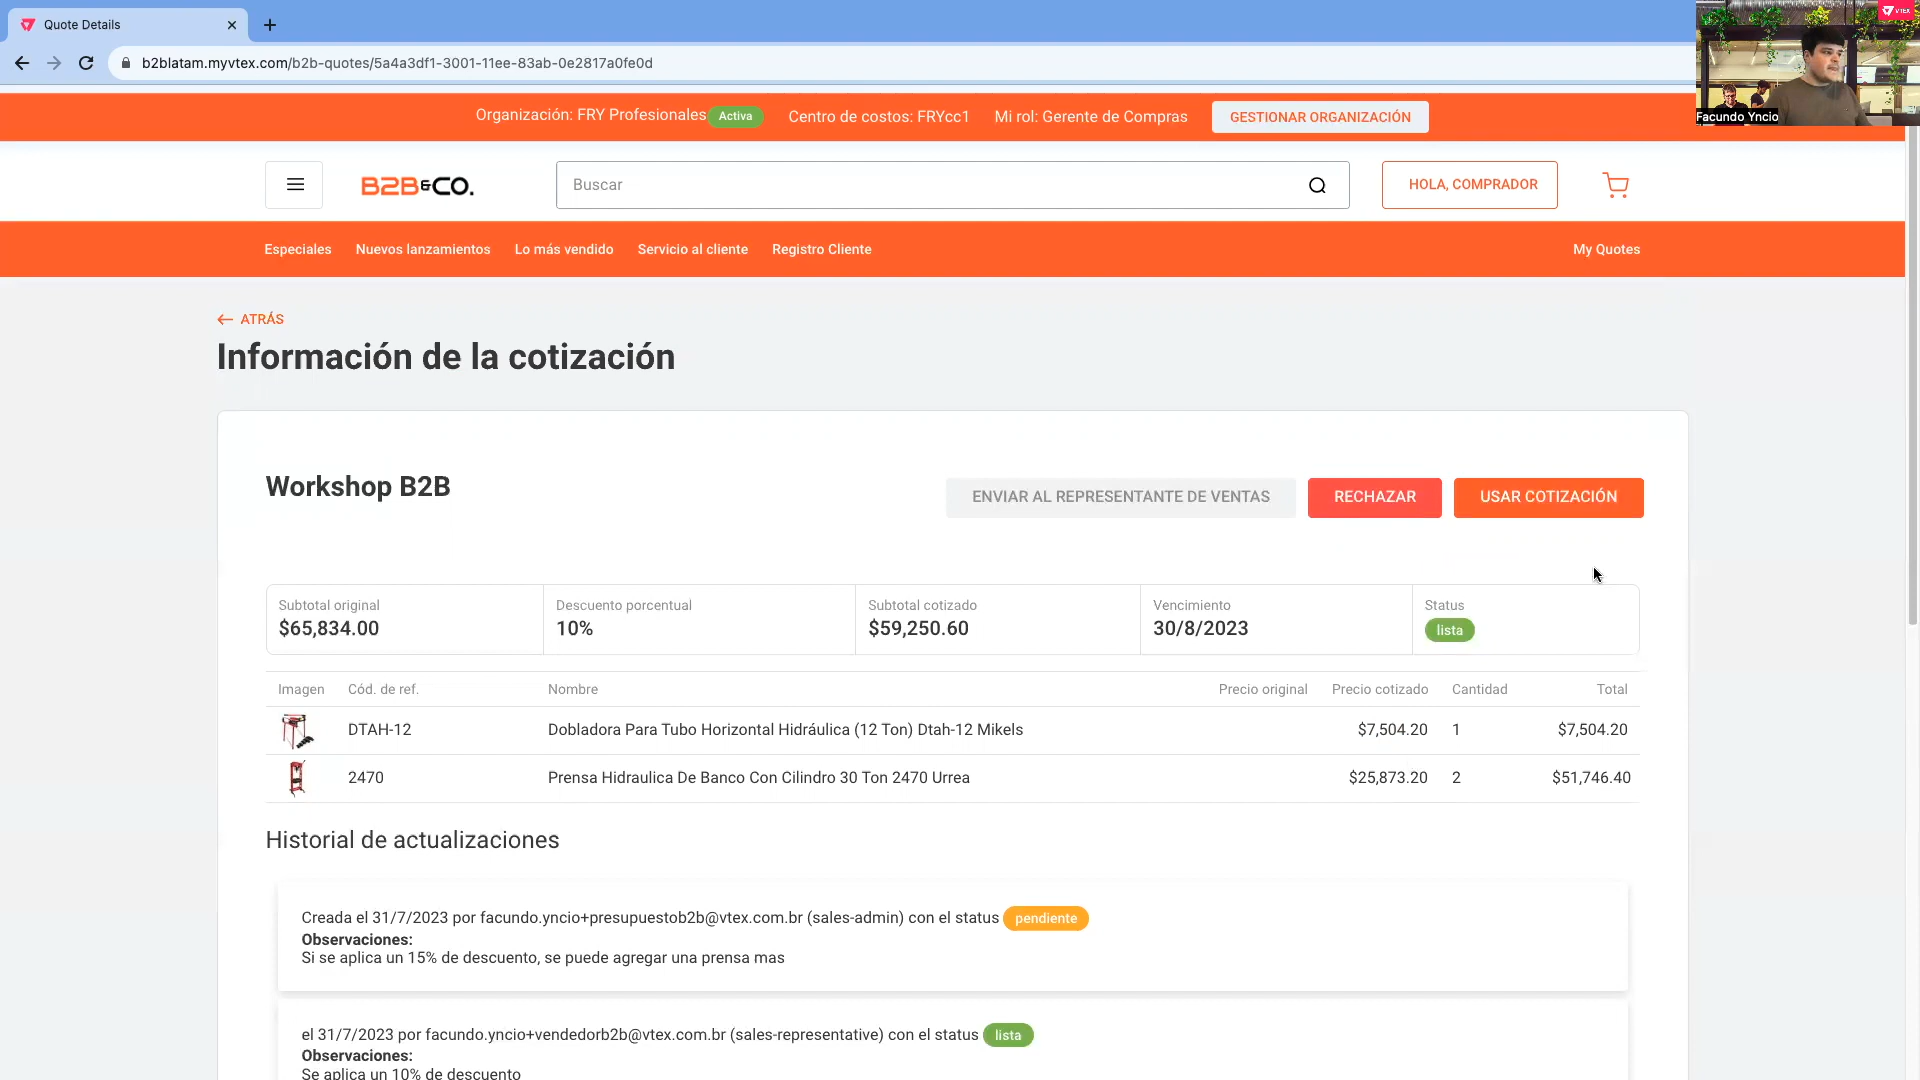 Quote Details
b2blatam.myvtex.com/b2b-quotes/5a4a3df1-3001-11ee-83ab-0e2817a0fe0d
VTEX
Facundo Yncio
Organización: FRY Profesionales Activa Centro de costos: FRYcc1 Mi rol: Gerente de Compras GESTIONAR ORGANIZACIÓN
B2B&CO. Buscar HOLA, COMPRADOR
Especiales Nuevos lanzamientos Lo más vendido Servicio al cliente Registro Cliente My Quotes
← ATRÁS
Información de la cotización
Workshop B2B ENVIAR AL REPRESENTANTE DE VENTAS RECHAZAR USAR COTIZACIÓN
Subtotal original Descuento porcentual Subtotal cotizado Vencimiento Status
$65,834.00 10% $59,250.60 30/8/2023 lista
Imagen Cód. de ref. Nombre Precio original Precio cotizado Cantidad Total
DTAH-12 Dobladora Para Tubo Horizontal Hidráulica (12 Ton) Dtah-12 Mikels $7,504.20 1 $7,504.20
2470 Prensa Hidraulica De Banco Con Cilindro 30 Ton 2470 Urrea $25,873.20 2 $51,746.40
Historial de actualizaciones
Creada el 31/7/2023 por facundo.yncio+presupuestob2b@vtex.com.br (sales-admin) con el status pendiente
Observaciones:
Si se aplica un 15% de descuento, se puede agregar una prensa mas
el 31/7/2023 por facundo.yncio+vendedorb2b@vtex.com.br (sales-representative) con el status lista
Observaciones:
Se aplica un 10% de descuento